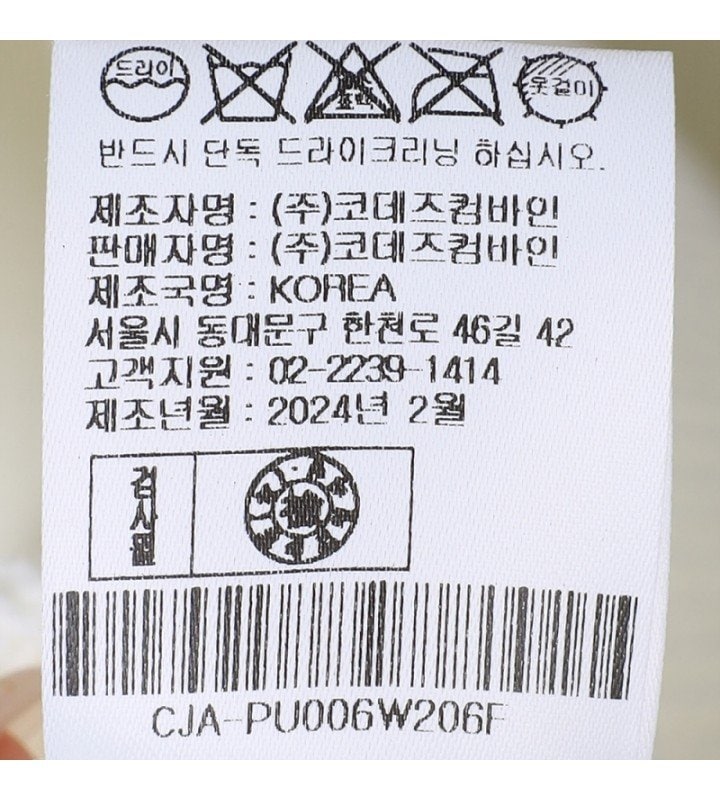 드라이 옷걸이
반드시 단독 드라이크리닝 하십시오.
제조자명 : (주)코데즈컴바인
판매자명 : (주)코데즈컴바인
제조국명 : KOREA
서울시 동대문구 한천로 46길 42
고객지원 : 02-2239-1414
제조년월 : 2024년 2월
검사필
CJA-PU006W206F